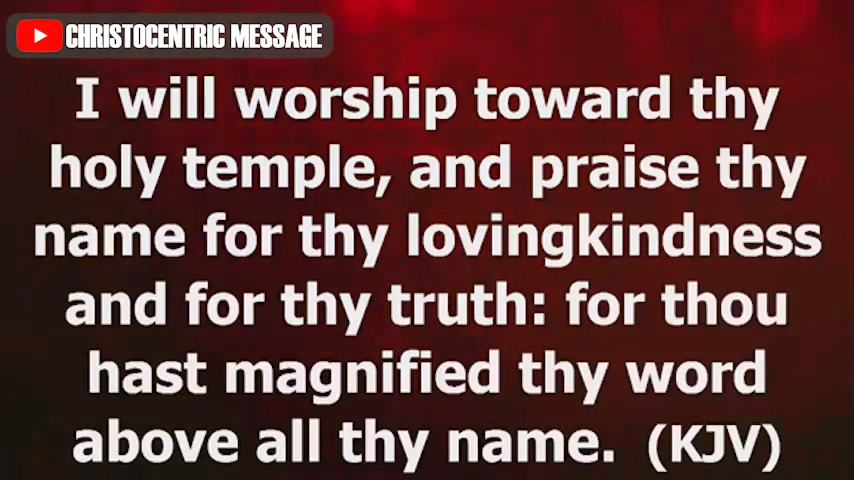 CHRISTOCENTRIC MESSAGE
I will worship toward thy
holy temple, and praise thy
name for thy lovingkindness
and for thy truth: for thou
hast magnified thy word
above all thy name. (KJV)